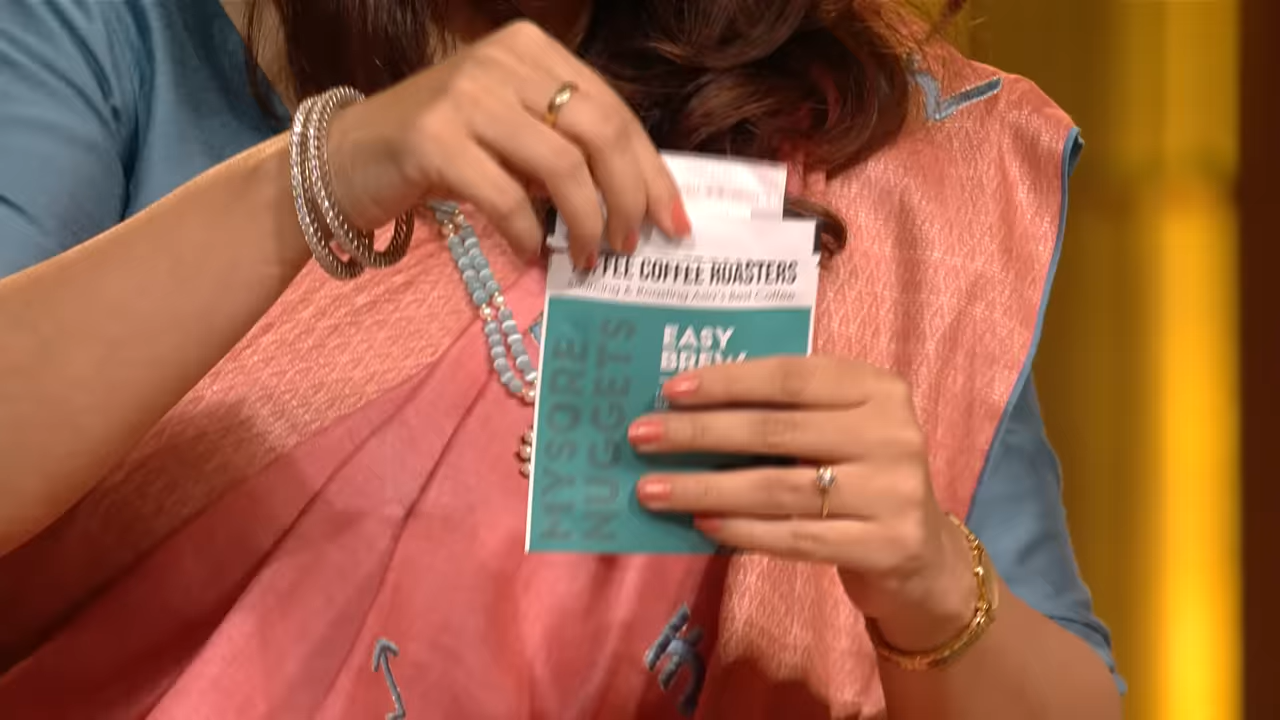 COFFEE ROASTERS
Roasting Asia's Best Coffee
EASY
BREW
MYSORE
NUGGETS